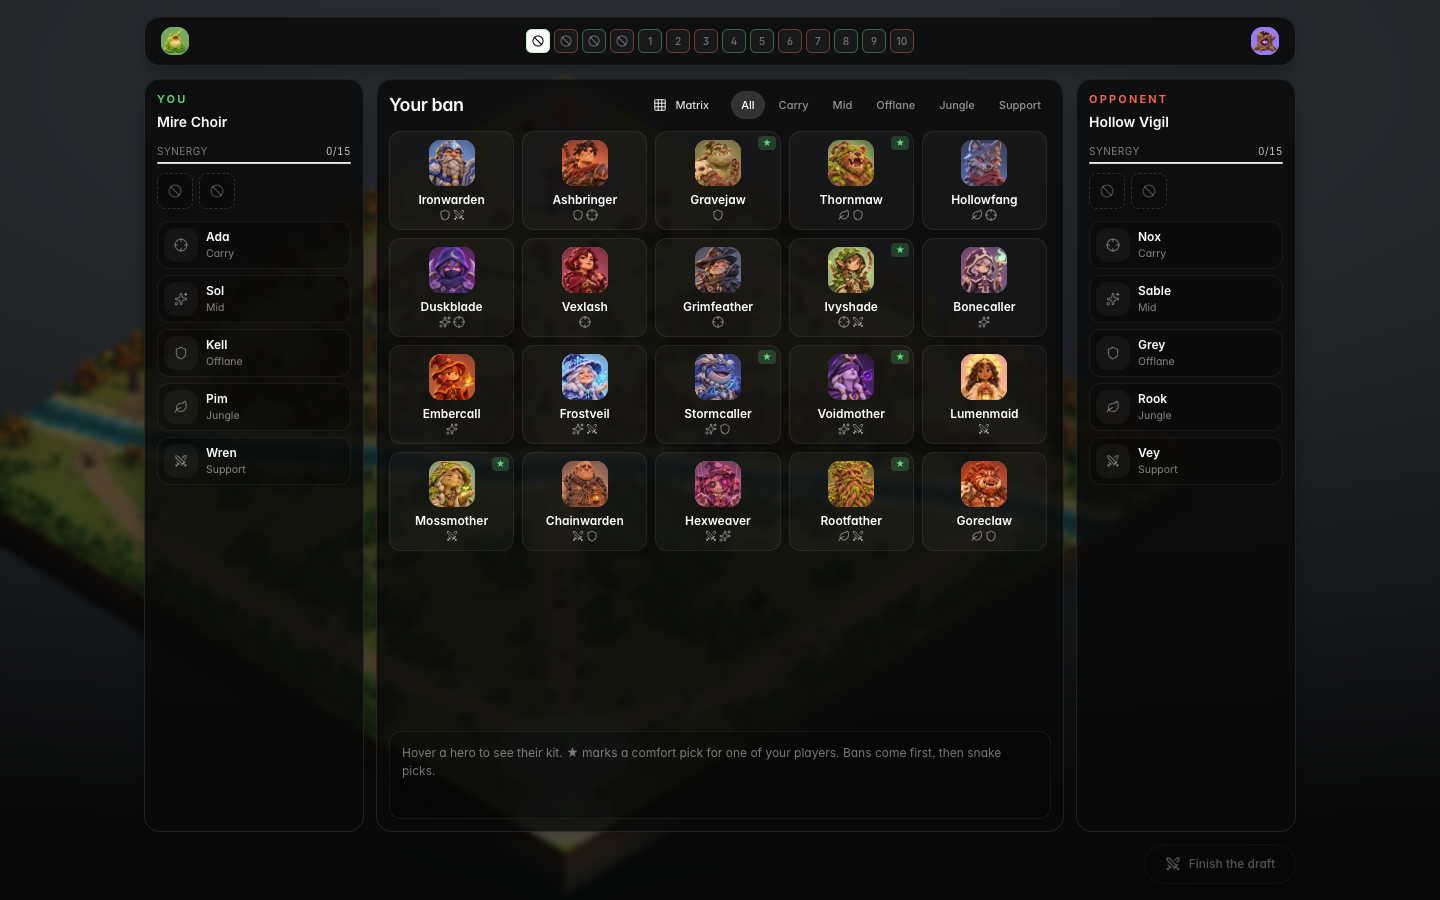 1 2 3 4 5 6 7 8 9 10
YOU
Mire Choir
SYNERGY 0/15
Ada
Carry
Sol
Mid
Kell
Offlane
Pim
Jungle
Wren
Support
Your ban
Matrix All Carry Mid Offlane Jungle Support
Ironwarden Ashbringer Gravejaw Thornmaw Hollowfang
Duskblade Vexlash Grimfeather Ivyshade Bonecaller
Embercall Frostveil Stormcaller Voidmother Lumenmaid
Mossmother Chainwarden Hexweaver Rootfather Goreclaw
Hover a hero to see their kit. ★ marks a comfort pick for one of your players. Bans come first, then snake
picks.
OPPONENT
Hollow Vigil
SYNERGY 0/15
Nox
Carry
Sable
Mid
Grey
Offlane
Rook
Jungle
Vey
Support
Finish the draft